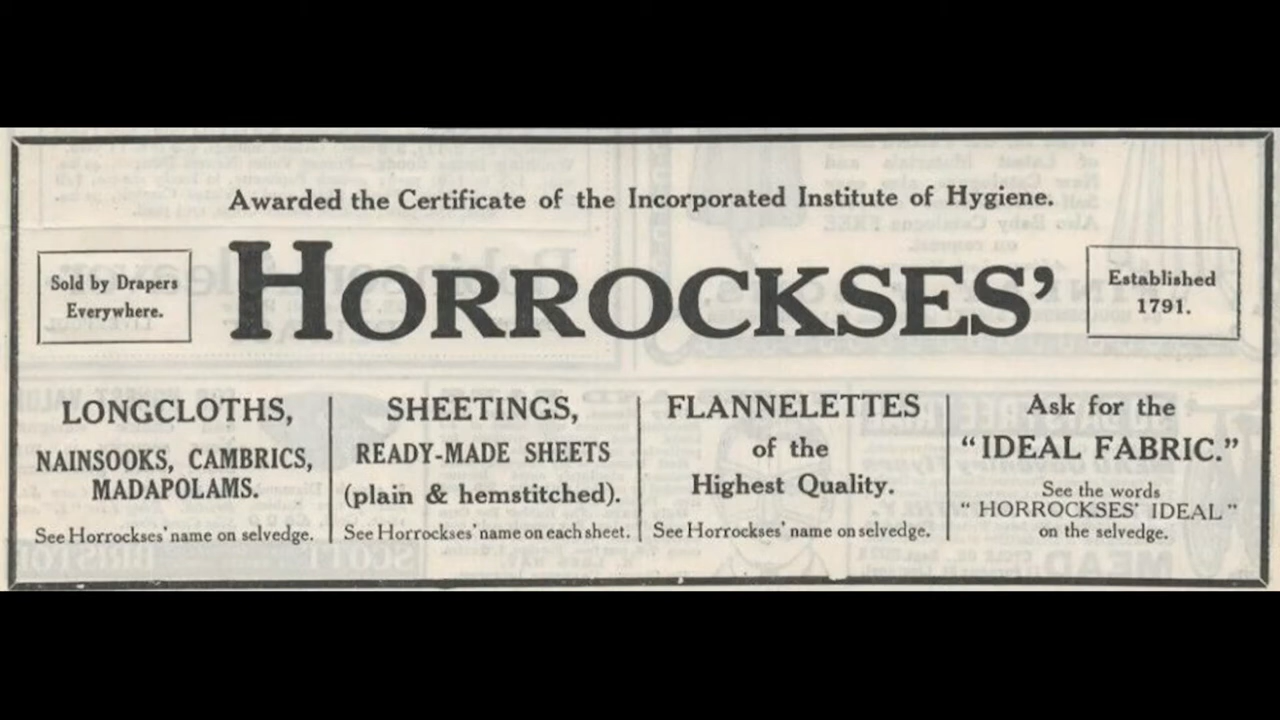 Awarded the Certificate of the Incorporated Institute of Hygiene.
Sold by Drapers
Everywhere.
HORROCKSES'
Established
1791.
LONGCLOTHS,
NAINSOOKS, CAMBRICS,
MADAPOLAMS.
See Horrockses' name on selvedge.
SHEETINGS,
READY-MADE SHEETS
(plain & hemstitched).
See Horrockses' name on each sheet.
FLANNELETTES
of the
Highest Quality.
See Horrockses' name on selvedge.
Ask for the
"IDEAL FABRIC."
See the words
"HORROCKSES' IDEAL"
on the selvedge.